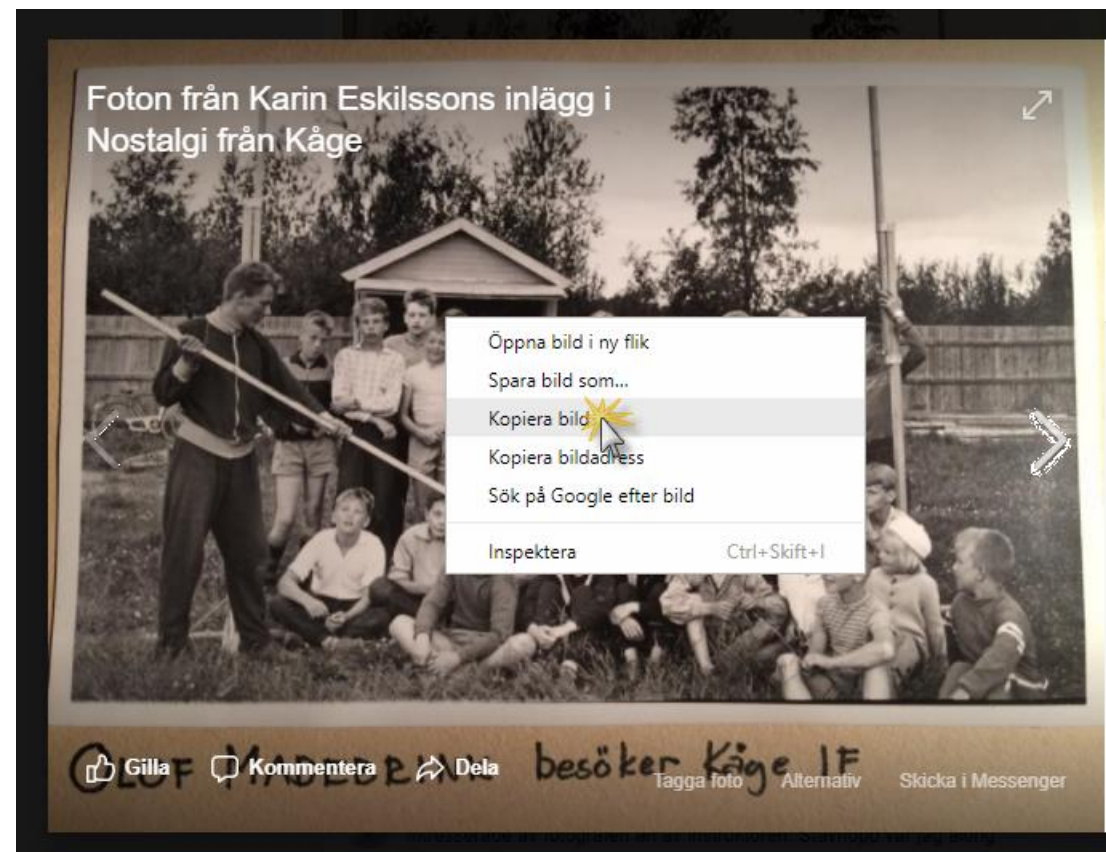 Foton från Karin Eskilssons inlägg i
Nostalgi från Kåge
Öppna bild i ny flik
Spara bild som...
Kopiera bild
Kopiera bildadress
Sök på Google efter bild
Inspektera Ctrl+Skift+I
OLOF besöker Kåge IF
Gilla Kommentera Dela
Tagga foto Alternativ Skicka i Messenger